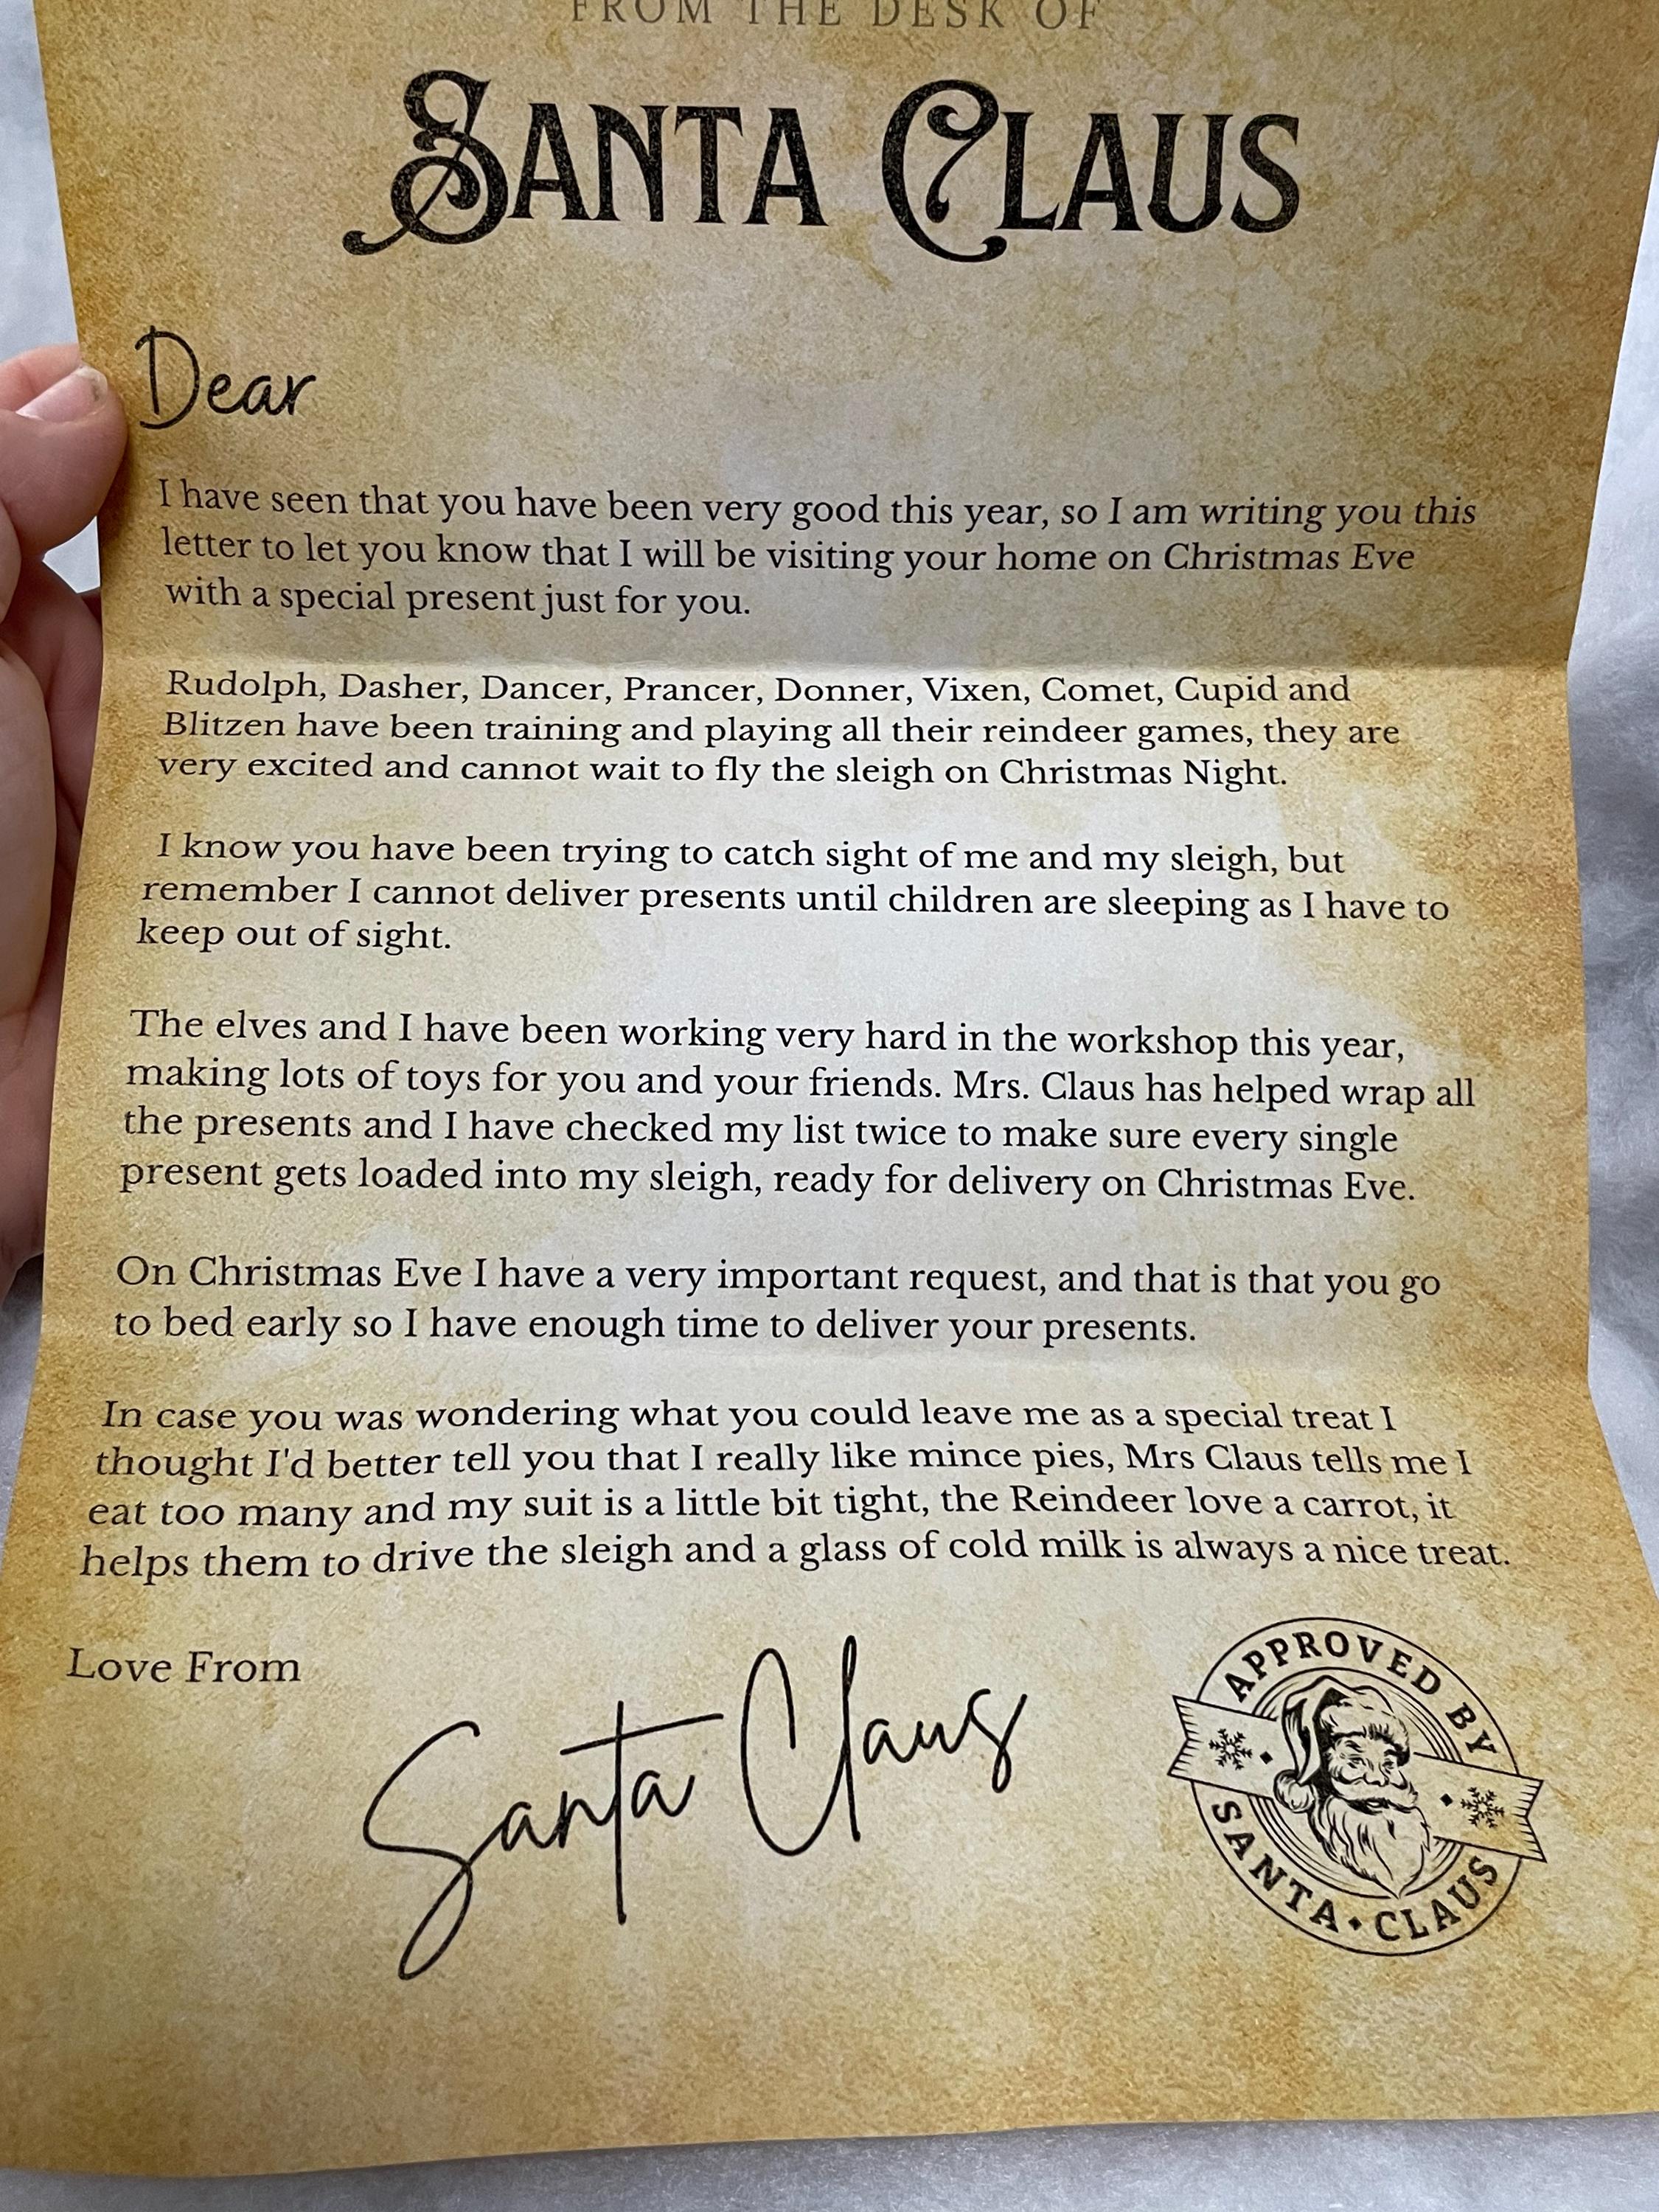 FROM THE DESK OF
SANTA CLAUS
Dear
I have seen that you have been very good this year, so I am writing you this
letter to let you know that I will be visiting your home on Christmas Eve
with a special present just for you.
Rudolph, Dasher, Dancer, Prancer, Donner, Vixen, Comet, Cupid and
Blitzen have been training and playing all their reindeer games, they are
very excited and cannot wait to fly the sleigh on Christmas Night.
I know you have been trying to catch sight of me and my sleigh, but
remember I cannot deliver presents until children are sleeping as I have to
keep out of sight.
The elves and I have been working very hard in the workshop this year,
making lots of toys for you and your friends. Mrs. Claus has helped wrap all
the presents and I have checked my list twice to make sure every single
present gets loaded into my sleigh, ready for delivery on Christmas Eve.
On Christmas Eve I have a very important request, and that is that you go
to bed early so I have enough time to deliver your presents.
In case you was wondering what you could leave me as a special treat I
thought I'd better tell you that I really like mince pies, Mrs Claus tells me I
eat too many and my suit is a little bit tight, the Reindeer love a carrot, it
helps them to drive the sleigh and a glass of cold milk is always a nice treat.
Love From
Santa Claus
APPROVED BY
SANTA • CLAUS